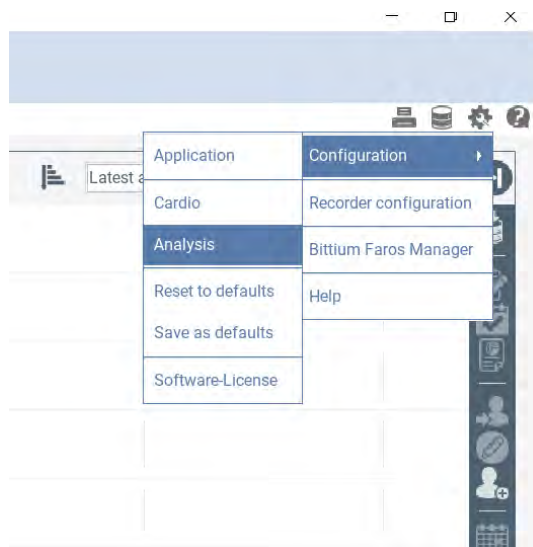 Latest a
Application
Cardio
Analysis
Reset to defaults
Save as defaults
Software-License
Configuration
Recorder configuration
Bittium Faros Manager
Help